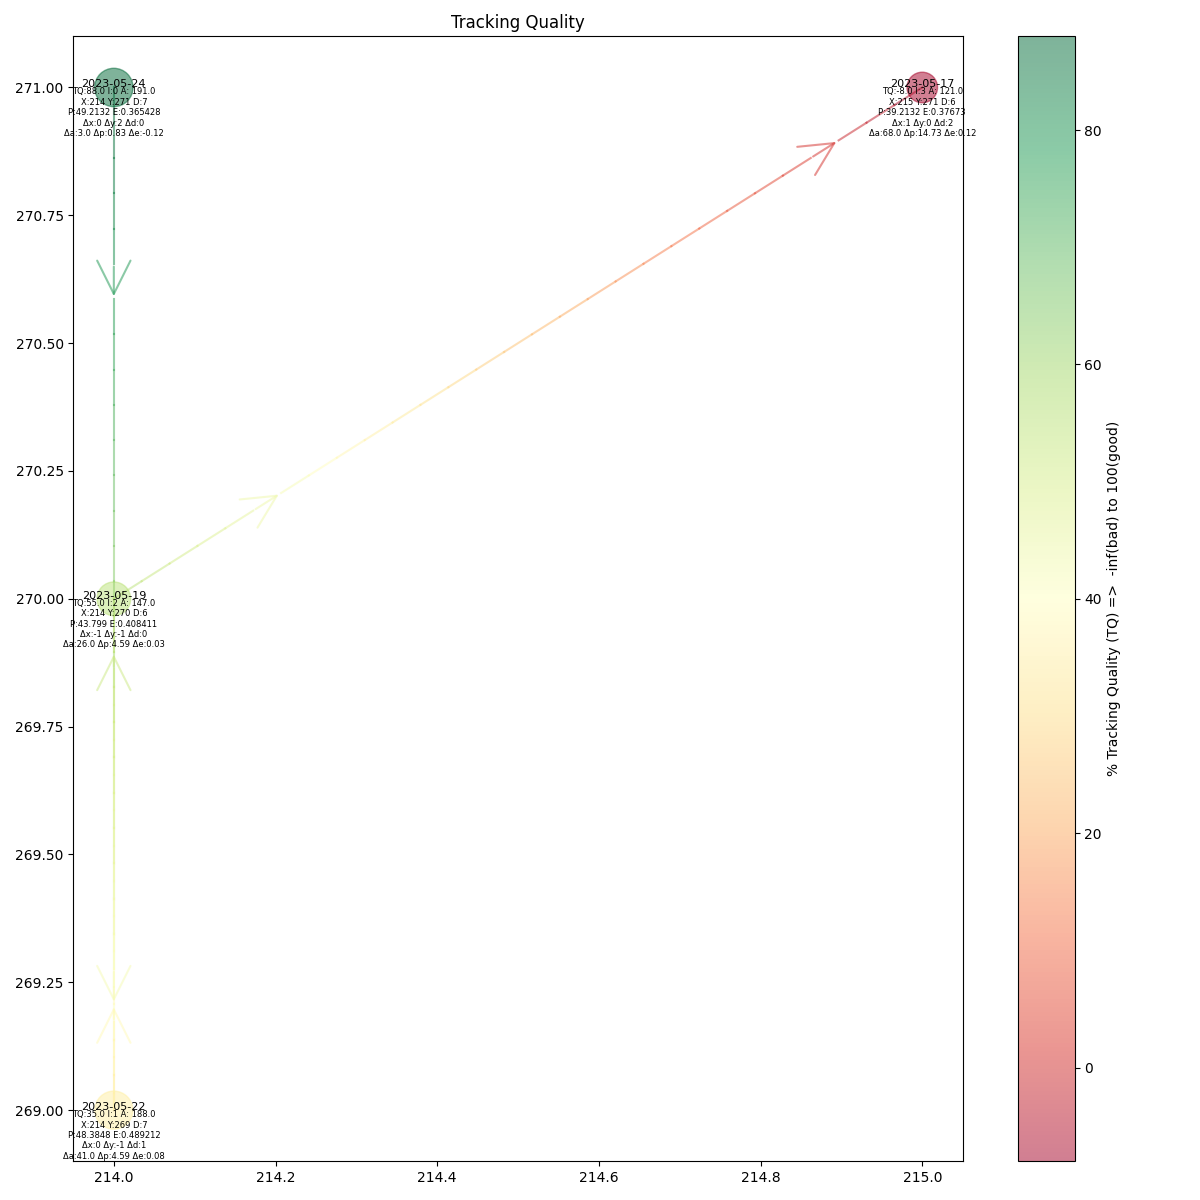 Tracking Quality
2023-05-24
TQ:88.0 I:0 A: 191.0
X:214 Y:271 D:7
P:49.2132 E:0.365428
Δx:0 Δy:2 Δd:0
Δa:3.0 Δp:0.83 Δe:-0.12
2023-05-17
TQ:-8.0 I:3 A: 121.0
X:215 Y:271 D:6
P:39.2132 E:0.37673
Δx:1 Δy:0 Δd:2
Δa:68.0 Δp:14.73 Δe:0.12
2023-05-19
TQ:55.0 I:2 A: 147.0
X:214 Y:270 D:6
P:43.799 E:0.408411
Δx:-1 Δy:-1 Δd:0
Δa:26.0 Δp:4.59 Δe:0.03
2023-05-22
TQ:35.0 I:1 A: 188.0
X:214 Y:269 D:7
P:48.3848 E:0.489212
Δx:0 Δy:-1 Δd:1
Δa:41.0 Δp:4.59 Δe:0.08
271.00
270.75
270.50
270.25
270.00
269.75
269.50
269.25
269.00
214.0 214.2 214.4 214.6 214.8 215.0
80
60
40
20
0
% Tracking Quality (TQ) => -inf(bad) to 100(good)